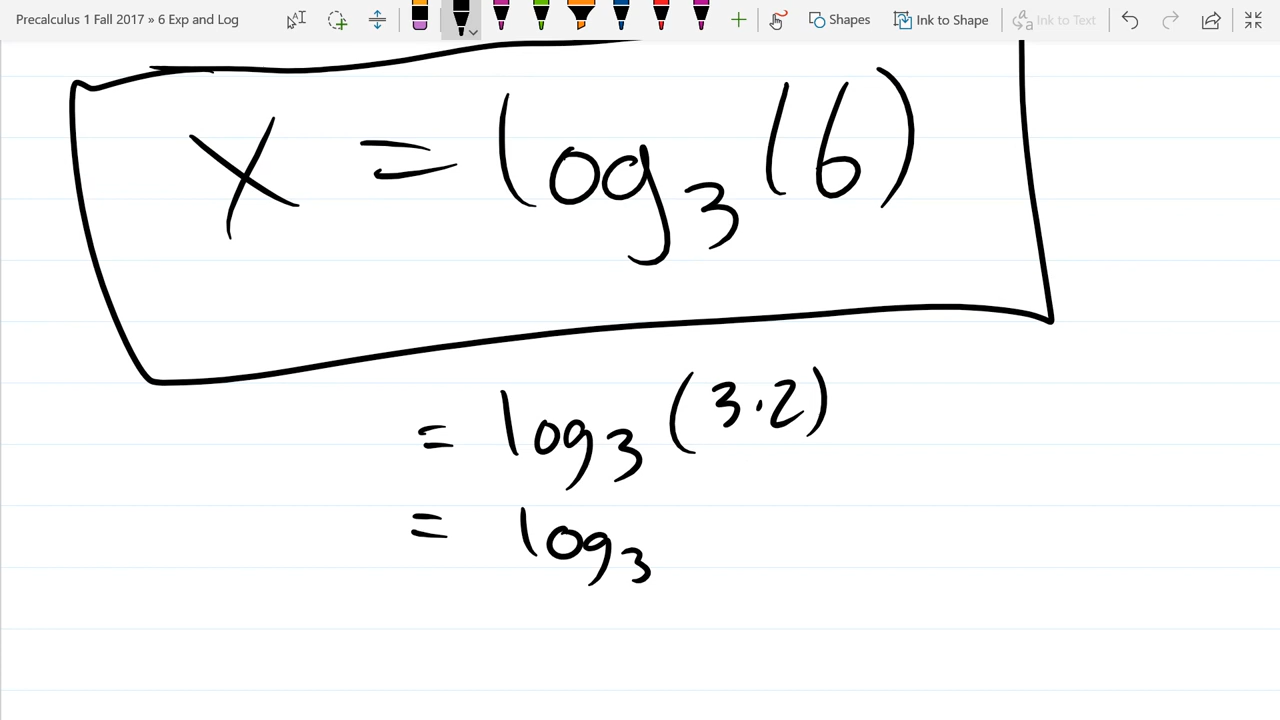 Precalculus 1 Fall 2017 » 6 Exp and Log Shapes Ink to Shape Ink to Text
x = log₃(6)
= log₃(3·2)
= log₃